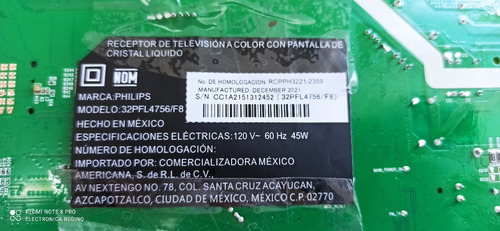 RECEPTOR DE TELEVISIÓN A COLOR CON PANTALLA DE
CRISTAL LIQUIDO
NOM
No. DE HOMOLOGACION: RCPPH3221-2359
MANUFACTURED: DECEMBER 2021
S/N: CC1A2151312452 (32PFL4756/F8)
MARCA:PHILIPS
MODELO:32PFL4756/F8
HECHO EN MÉXICO
ESPECIFICACIONES ELÉCTRICAS:120 V~ 60 Hz 45W
NÚMERO DE HOMOLOGACIÓN:
IMPORTADO POR: COMERCIALIZADORA MÉXICO
AMERICANA, S. de R.L. de C.V.,
AV NEXTENGO NO. 78, COL. SANTA CRUZ ACAYUCAN,
AZCAPOTZALCO, CIUDAD DE MÉXICO, MÉXICO C.P. 02770
REDMI NOTE 8 PRO
ELECTRONICA REGINO